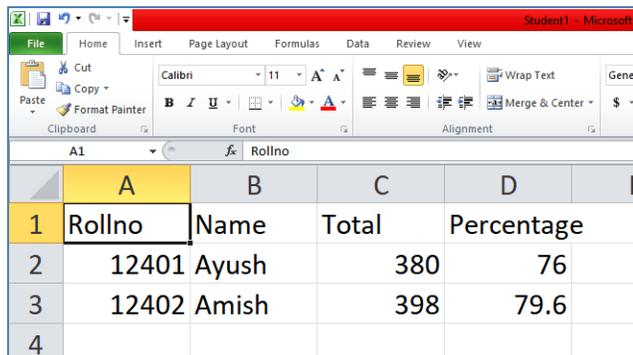 Student1 - Microsoft
File Home Insert Page Layout Formulas Data Review View
Cut
Copy
Format Painter
Paste
Clipboard
Calibri 11 A A
B I U A
Font
Wrap Text
Merge & Center
Alignment
Gene
$
A1 fx Rollno
A B C D
1 Rollno Name Total Percentage
2 12401 Ayush 380 76
3 12402 Amish 398 79.6
4